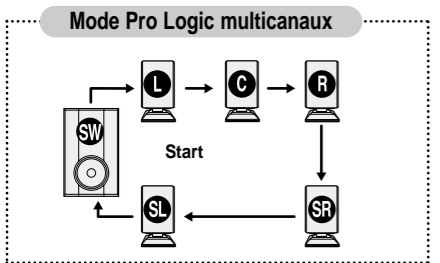 Mode Pro Logic multicanaux
L C R
SW
Start
SL SR